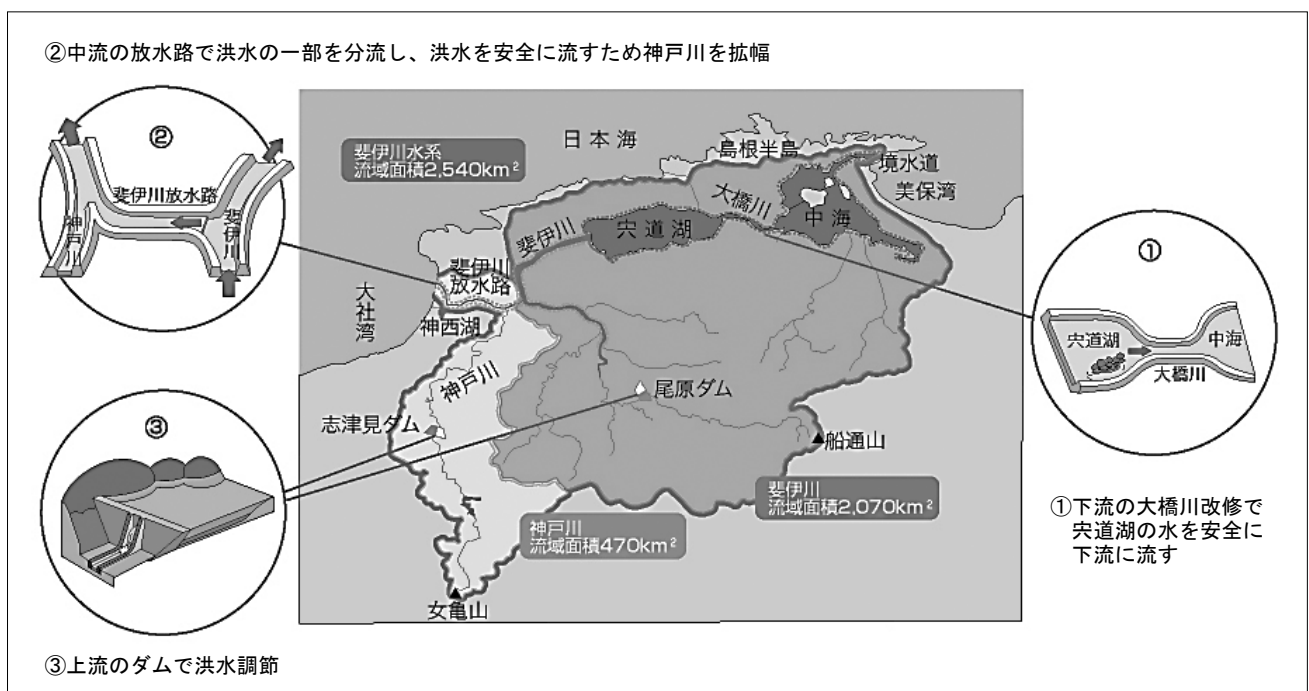 ②中流の放水路で洪水の一部を分流し、洪水を安全に流すため神戸川を拡幅
②
斐伊川放水路
神戸川
斐伊川
日本海
斐伊川水系
流域面積2,540km²
島根半島
境水道
美保湾
大橋川
中海
宍道湖
斐伊川
斐伊川
放水路
大社湾
神西湖
神戸川
志津見ダム
尾原ダム
船通山
斐伊川
流域面積2,070km²
神戸川
流域面積470km²
女亀山
①
宍道湖
中海
大橋川
①下流の大橋川改修で
宍道湖の水を安全に
下流に流す
③
③上流のダムで洪水調節